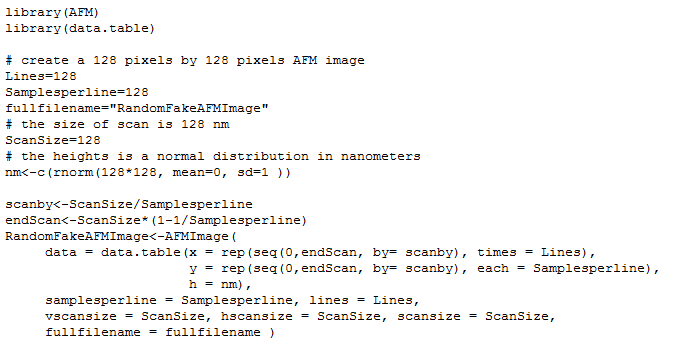 library(AFM)
library(data.table)

# create a 128 pixels by 128 pixels AFM image
Lines=128
Samplesperline=128
fullfilename="RandomFakeAFMImage"
# the size of scan is 128 nm
ScanSize=128
# the heights is a normal distribution in nanometers
nm<-c(rnorm(128*128, mean=0, sd=1 ))

scanby<-ScanSize/Samplesperline
endScan<-ScanSize*(1-1/Samplesperline)
RandomFakeAFMImage<-AFMImage(
     data = data.table(x = rep(seq(0,endScan, by= scanby), times = Lines),
                       y = rep(seq(0,endScan, by= scanby), each = Samplesperline),
                       h = nm),
     samplesperline = Samplesperline, lines = Lines,
     vscansize = ScanSize, hscansize = ScanSize, scansize = ScanSize,
     fullfilename = fullfilename )